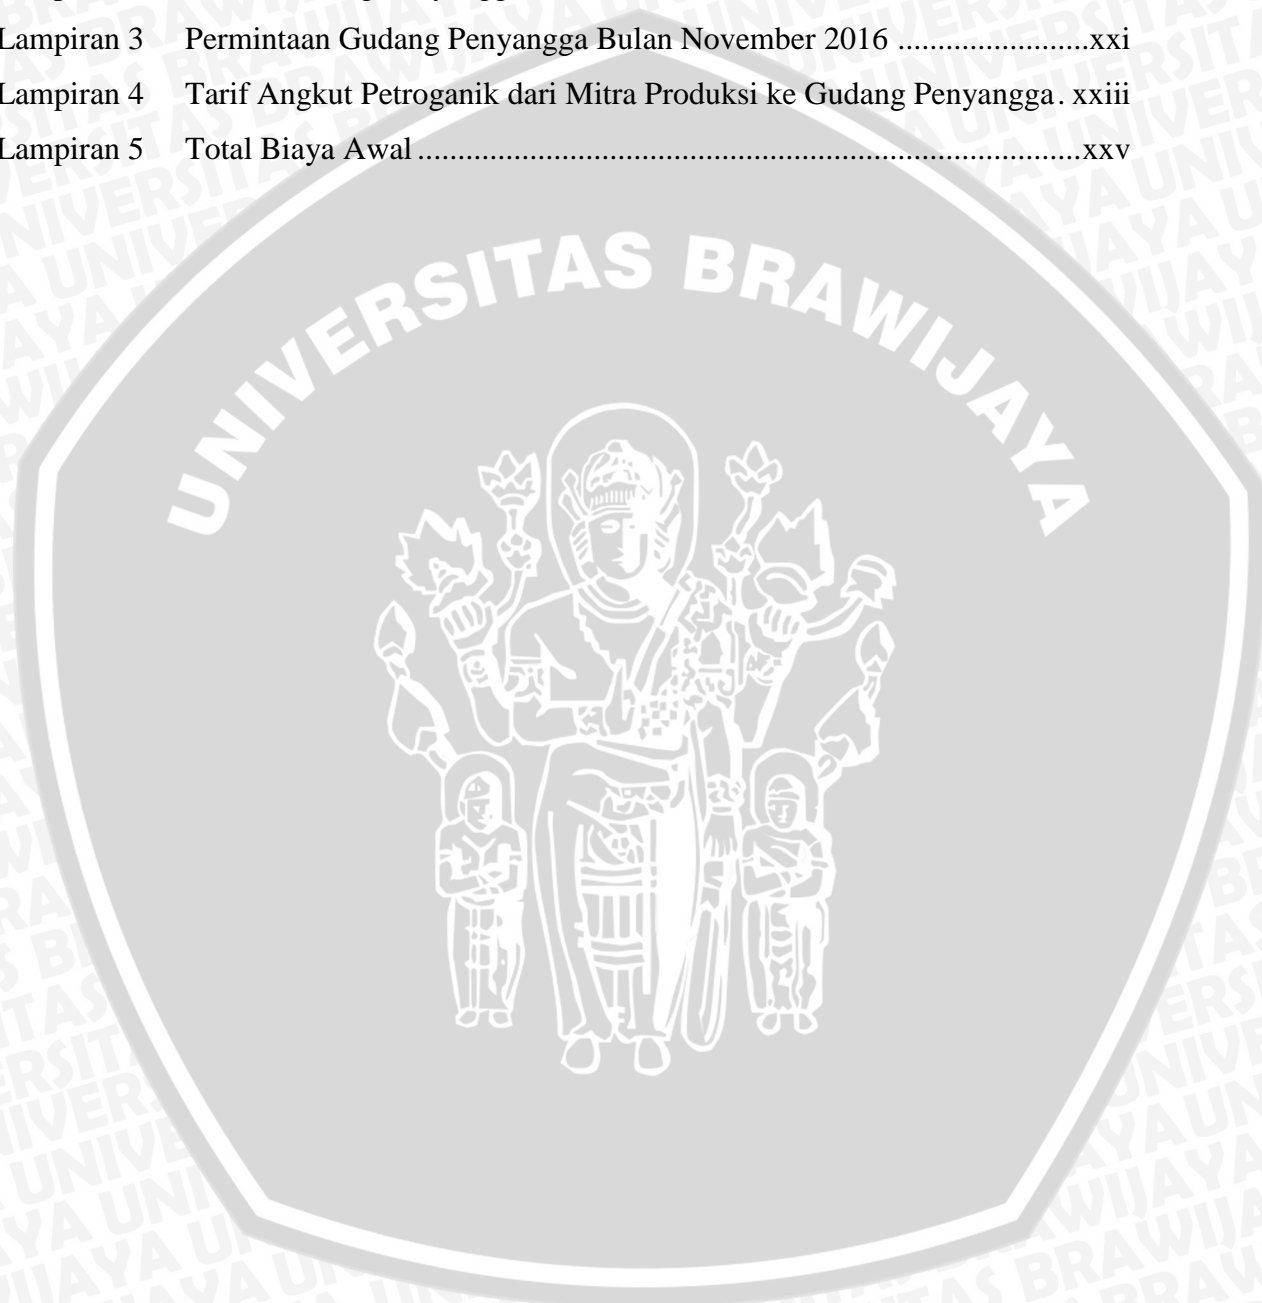 Lampiran 3 Permintaan Gudang Penyangga Bulan November 2016 ........................xxi
Lampiran 4 Tarif Angkut Petroganik dari Mitra Produksi ke Gudang Penyangga. xxiii
Lampiran 5 Total Biaya Awal ...................................................................................xxv
UNIVERSITAS BRAWIJAYA